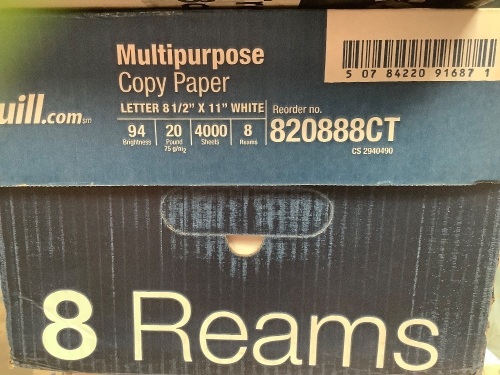 Multipurpose
Copy Paper
LETTER 8 1/2" X 11" WHITE
uill.com sm
94 Brightness
20 Pound 75 g/m2
4000 Sheets
8 Reams
Reorder no.
820888CT
CS 2940490
5 07 84220 91687 1
8 Reams